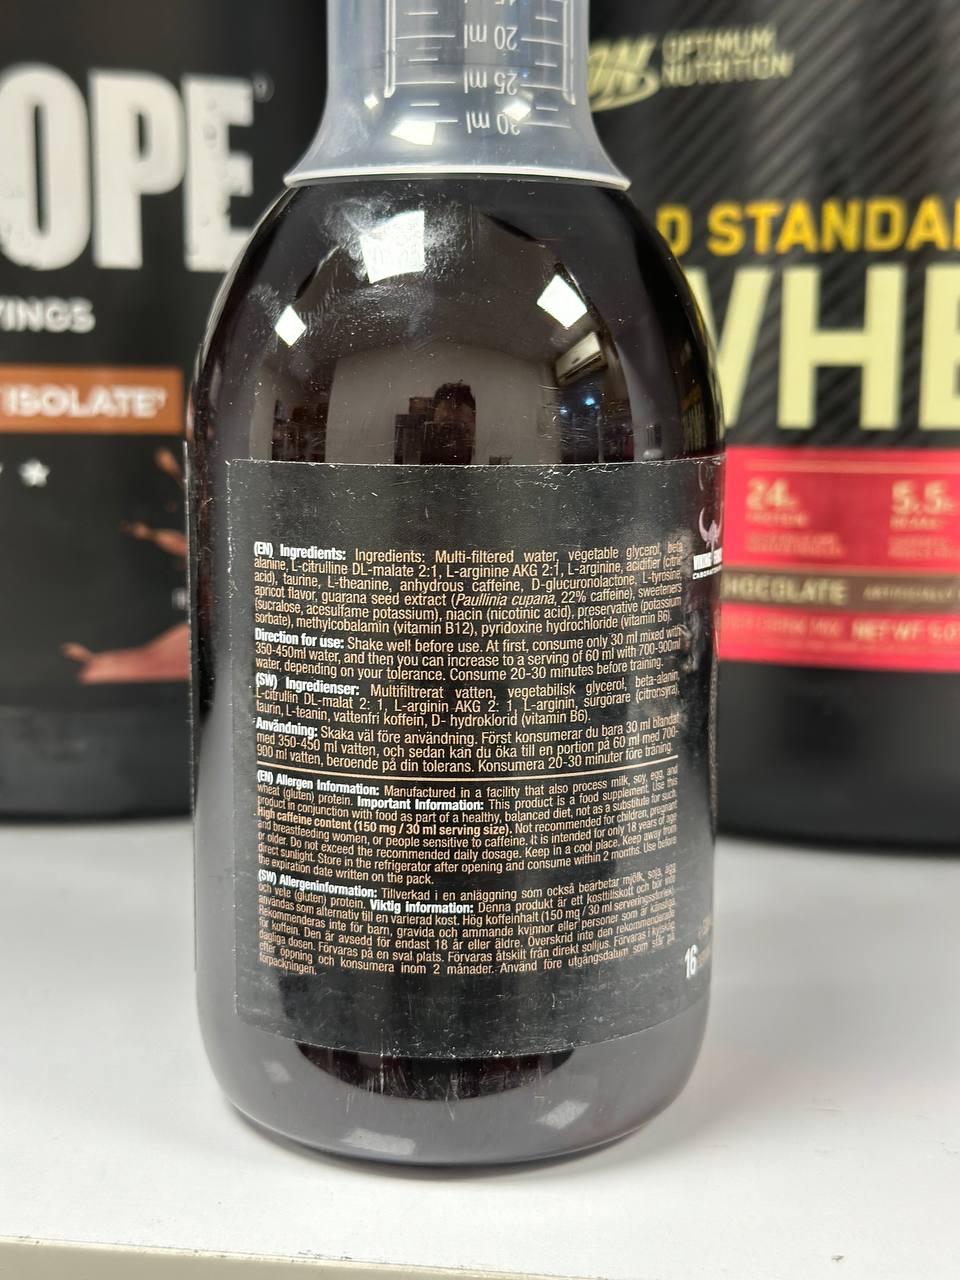 20 ml
25 ml
30 ml
OPTIMUM
NUTRITION
OPE
ISOLATE
STANDA
WHE
24
5.5
CHOCOLATE
(EN) Ingredients: Ingredients: Multi-filtered water, vegetable glycerol, beta
alanine, L-citrulline DL-malate 2:1, L-arginine AKG 2:1, L-arginine, acidifier (citric
acid), taurine, L-theanine, anhydrous caffeine, D-glucuronolactone, L-tyrosine,
apricot flavor, guarana seed extract (Paullinia cupana, 22% caffeine), sweeteners
(sucralose, acesulfame potassium), niacin (nicotinic acid), preservative (potassium
sorbate), methylcobalamin (vitamin B12), pyridoxine hydrochloride (vitamin B6).
Direction for use: Shake well before use. At first, consume only 30 ml mixed with
350-450ml water, and then you can increase to a serving of 60 ml with 700-900ml
water, depending on your tolerance. Consume 20-30 minutes before training.
(SW) Ingredienser: Multifiltrerat vatten, vegetabilisk glycerol, beta-alanin,
L-citrullin DL-malat 2: 1, L-arginin AKG 2: 1, L-arginin, surgörare (citronsyra),
taurin, L-teanin, vattenfri koffein, D- hydroklorid (vitamin B6).
Användning: Skaka väl före användning. Först konsumerar du bara 30 ml blandat
med 350-450 ml vatten, och sedan kan du öka till en portion på 60 ml med 700-
900 ml vatten, beroende på din tolerans. Konsumera 20-30 minuter före träning.
(EN) Allergen Information: Manufactured in a facility that also process milk, soy, egg, and
wheat (gluten) protein. Important Information: This product is a food supplement. Use this
product in conjunction with food as part of a healthy, balanced diet, not as a substitute for such.
High caffeine content (150 mg / 30 ml serving size). Not recommended for children, pregnant
and breastfeeding women, or people sensitive to caffeine. It is intended for only 18 years of age
or older. Do not exceed the recommended daily dosage. Keep in a cool place. Keep away from
direct sunlight. Store in the refrigerator after opening and consume within 2 months. Use before
the expiration date written on the pack.
(SW) Allergeninformation: Tillverkad i en anläggning som också bearbetar mjölk, soja, ägg
och vete (gluten) protein. Viktig information: Denna produkt är ett kosttillskott och bör inte
användas som alternativ till en varierad kost. Hög koffeinhalt (150 mg / 30 ml serveringsstorlek).
Rekommenderas inte för barn, gravida och ammande kvinnor eller personer som är känsliga
för koffein. Den är avsedd för endast 18 år eller äldre. Överskrid inte den rekommenderade
dagliga dosen. Förvaras på en sval plats. Förvaras åtskilt från direkt solljus. Förvaras i kylskåp
efter öppning och konsumera inom 2 månader. Använd före utgångsdatum som står på
förpackningen.
16